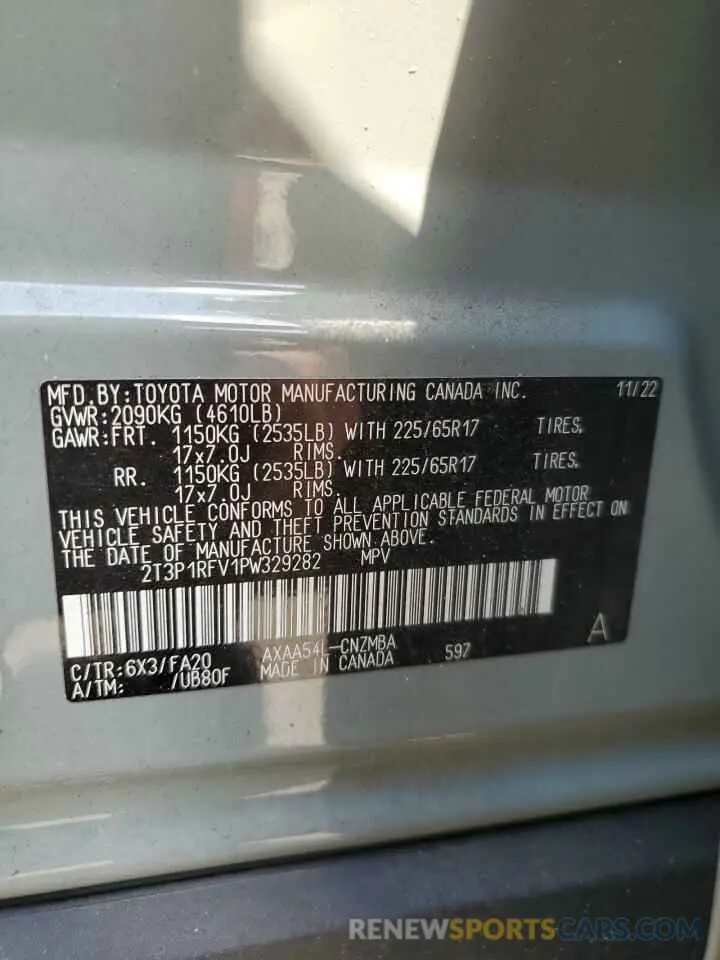 MFD.BY:TOYOTA MOTOR MANUFACTURING CANADA INC. 11/22
GVWR:2090KG (4610LB)
GAWR:FRT. 1150KG (2535LB) WITH 225/65R17 TIRES,
17x7.0J RIMS.
RR. 1150KG (2535LB) WITH 225/65R17 TIRES,
17x7.0J RIMS.
THIS VEHICLE CONFORMS TO ALL APPLICABLE FEDERAL MOTOR
VEHICLE SAFETY AND THEFT PREVENTION STANDARDS IN EFFECT ON
THE DATE OF MANUFACTURE SHOWN ABOVE.
2T3P1RFV1PW329282 MPV
A
C/TR:6X3/FA20 AXAA54L-CNZMBA 597
A/TM: /UB80F MADE IN CANADA
RENEWSPORTSCARS.COM